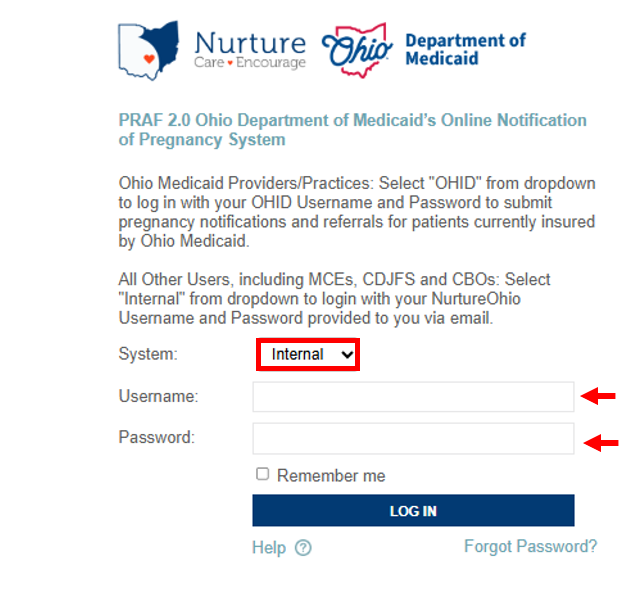 Nurture
Care • Encourage
Ohio
Department of
Medicaid
PRAF 2.0 Ohio Department of Medicaid's Online Notification
of Pregnancy System
Ohio Medicaid Providers/Practices: Select "OHID" from dropdown
to log in with your OHID Username and Password to submit
pregnancy notifications and referrals for patients currently insured
by Ohio Medicaid.
All Other Users, including MCEs, CDJFS and CBOs: Select
"Internal" from dropdown to login with your NurtureOhio
Username and Password provided to you via email.
System: Internal
Username:
Password:
Remember me
LOG IN
Help ? Forgot Password?